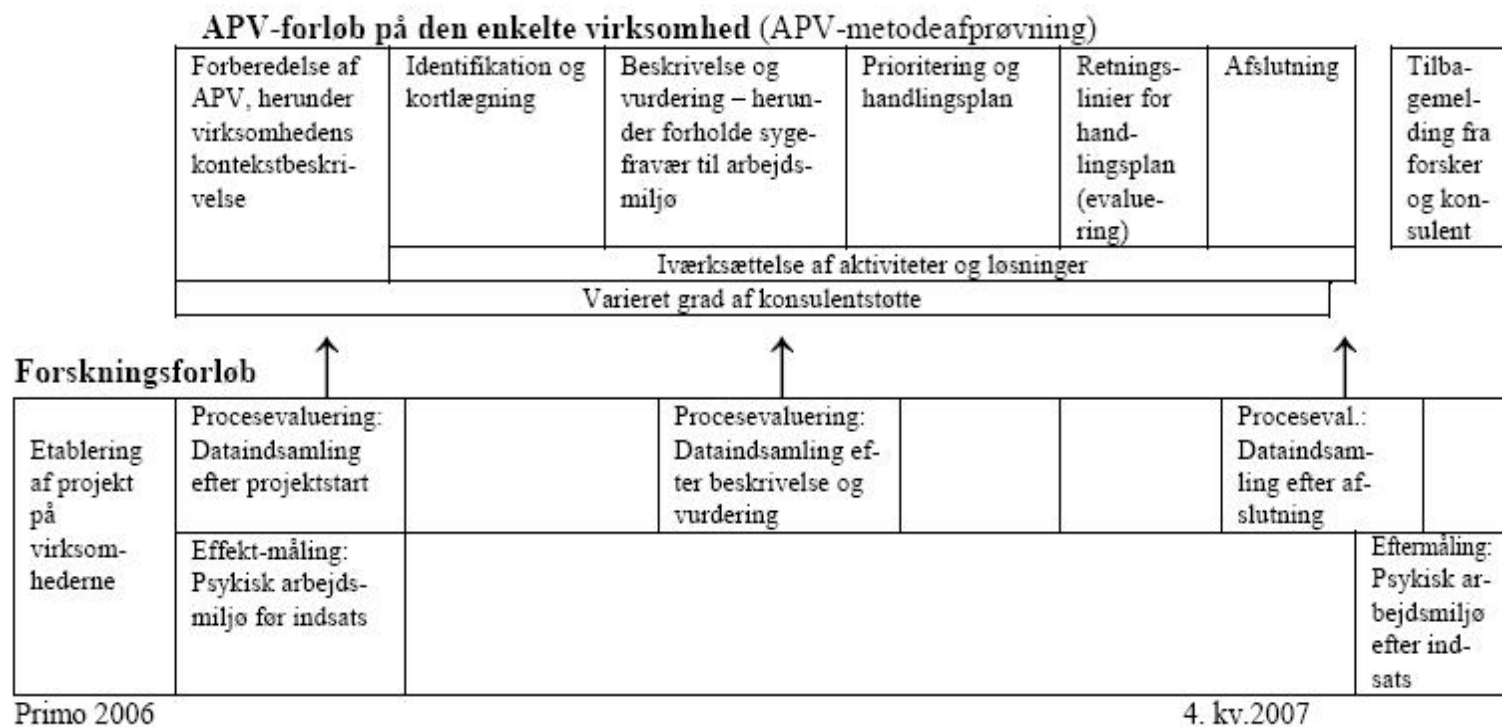 APV-forløb på den enkelte virksomhed (APV-metodeafprøvning)
Forberedelse af
APV, herunder
virksomhedens
kontekstbeskri-
velse
Identifikation og
kortlægning
Beskrivelse og
vurdering – herun-
der forholde syge-
fravær til arbejds-
miljø
Prioritering og
handlingsplan
Retnings-
linier for
hand-
lingsplan
(evalue-
ring)
Afslutning
Tilba-
gemel-
ding fra
forsker
og kon-
sulent
Iværksættelse af aktiviteter og løsninger
Varieret grad af konsulentstøtte
Forskningsforløb
Etablering
af projekt
på
virksom-
hederne
Procesevaluering:
Dataindsamling
efter projektstart
Procesevaluering:
Dataindsamling ef-
ter beskrivelse og
vurdering
Proceseval.:
Dataindsam-
ling efter af-
slutning
Effekt-måling:
Psykisk arbejds-
miljø før indsats
Eftermåling:
Psykisk ar-
bejdsmiljø
efter ind-
sats
Primo 2006
4. kv.2007